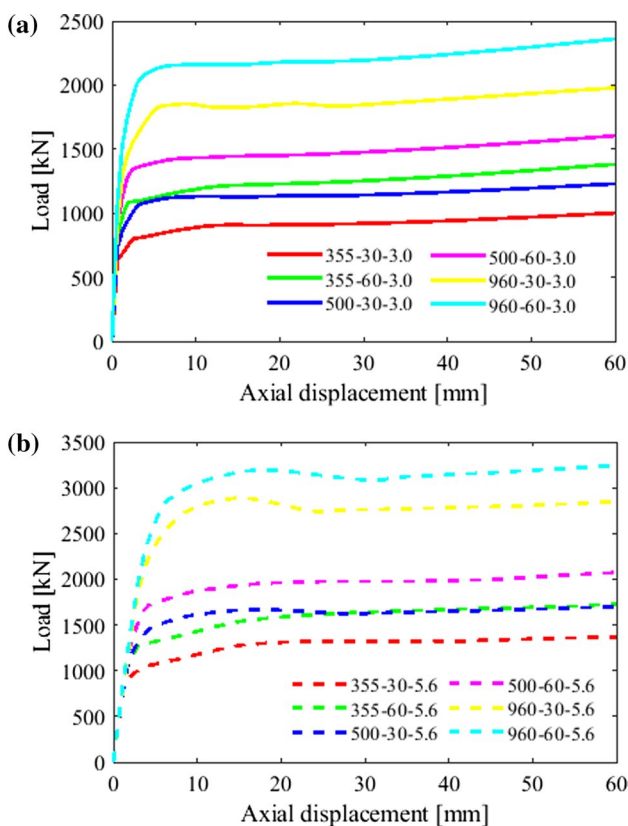 (a)
2500
2000
1500
1000
500
0
Load [kN]
355-30-3.0 500-60-3.0
355-60-3.0 960-30-3.0
500-30-3.0 960-60-3.0
0 10 20 30 40 50 60
Axial displacement [mm]
(b)
3500
3000
2500
2000
1500
1000
500
0
Load [kN]
355-30-5.6 500-60-5.6
355-60-5.6 960-30-5.6
500-30-5.6 960-60-5.6
0 10 20 30 40 50 60
Axial displacement [mm]